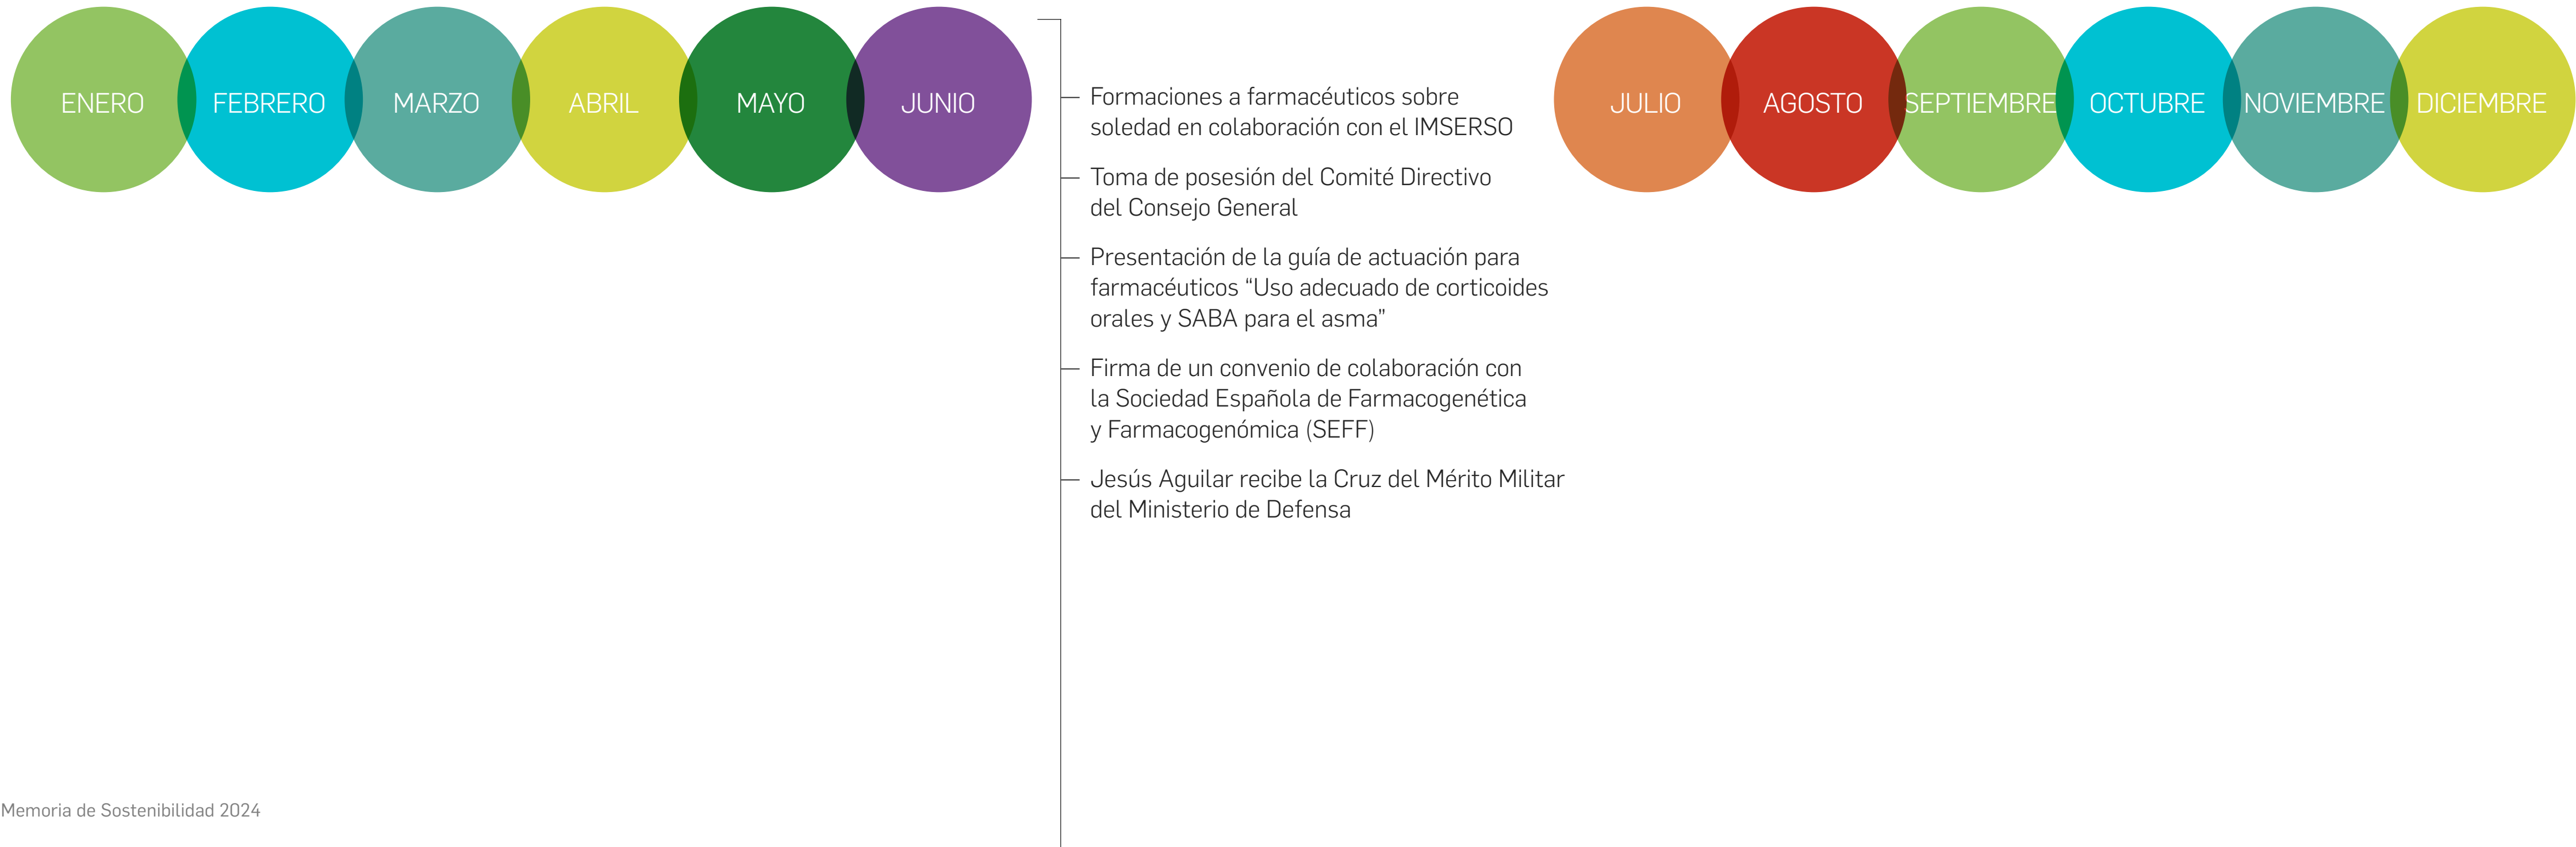 ENERO
FEBRERO
MARZO
ABRIL
MAYO
JUNIO
Formaciones a farmacéuticos sobre
soledad en colaboración con el IMSERSO
Toma de posesión del Comité Directivo
del Consejo General
Presentación de la guía de actuación para
farmacéuticos “Uso adecuado de corticoides
orales y SABA para el asma”
Firma de un convenio de colaboración con
la Sociedad Española de Farmacogenética
y Farmacogenómica (SEFF)
Jesús Aguilar recibe la Cruz del Mérito Militar
del Ministerio de Defensa
JULIO
AGOSTO
SEPTIEMBRE
OCTUBRE
NOVIEMBRE
DICIEMBRE
Memoria de Sostenibilidad 2024